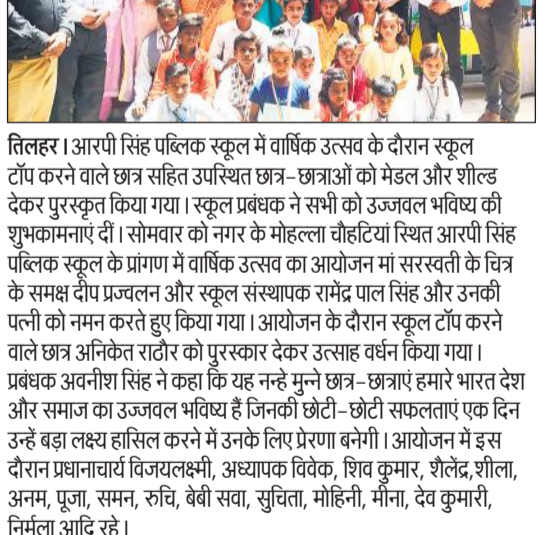 तिलहर। आरपी सिंह पब्लिक स्कूल में वार्षिक उत्सव के दौरान स्कूल
टॉप करने वाले छात्र सहित उपस्थित छात्र-छात्राओं को मेडल और शील्ड
देकर पुरस्कृत किया गया। स्कूल प्रबंधक ने सभी को उज्जवल भविष्य की
शुभकामनाएं दीं। सोमवार को नगर के मोहल्ला चौहटियां स्थित आरपी सिंह
पब्लिक स्कूल के प्रांगण में वार्षिक उत्सव का आयोजन मां सरस्वती के चित्र
के समक्ष दीप प्रज्वलन और स्कूल संस्थापक रामेंद्र पाल सिंह और उनकी
पत्नी को नमन करते हुए किया गया। आयोजन के दौरान स्कूल टॉप करने
वाले छात्र अनिकेत राठौर को पुरस्कार देकर उत्साह वर्धन किया गया।
प्रबंधक अवनीश सिंह ने कहा कि यह नन्हे मुन्ने छात्र-छात्राएं हमारे भारत देश
और समाज का उज्जवल भविष्य हैं जिनकी छोटी-छोटी सफलताएं एक दिन
उन्हें बड़ा लक्ष्य हासिल करने में उनके लिए प्रेरणा बनेगी। आयोजन में इस
दौरान प्रधानाचार्य विजयलक्ष्मी, अध्यापक विवेक, शिव कुमार, शैलेंद्र,शीला,
अनम, पूजा, समन, रुचि, बेबी सवा, सुचिता, मोहिनी, मीना, देव कुमारी,
निर्मला आदि रहे।